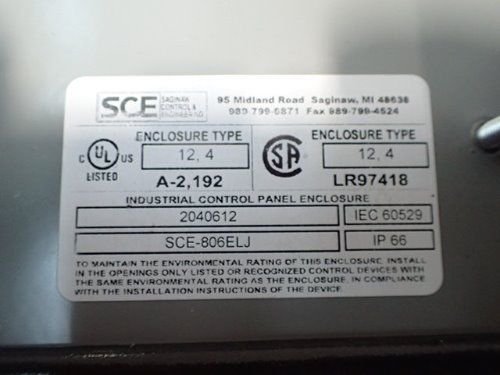 SCE SAGINAW CONTROL & ENGINEERING
95 Midland Road Saginaw, MI 48638
989-799-6871 Fax 989-799-4524
ENCLOSURE TYPE
12, 4
C UL US
LISTED
A-2,192
ENCLOSURE TYPE
12, 4
SA
LR97418
INDUSTRIAL CONTROL PANEL ENCLOSURE
2040612 IEC 60529
SCE-806ELJ IP 66
TO MAINTAIN THE ENVIRONMENTAL RATING OF THIS ENCLOSURE, INSTALL
IN THE OPENINGS ONLY LISTED OR RECOGNIZED CONTROL DEVICES WITH
THE SAME ENVIRONMENTAL RATING AS THE ENCLOSURE, IN COMPLIANCE
WITH THE INSTALLATION INSTRUCTIONS OF THE DEVICE.